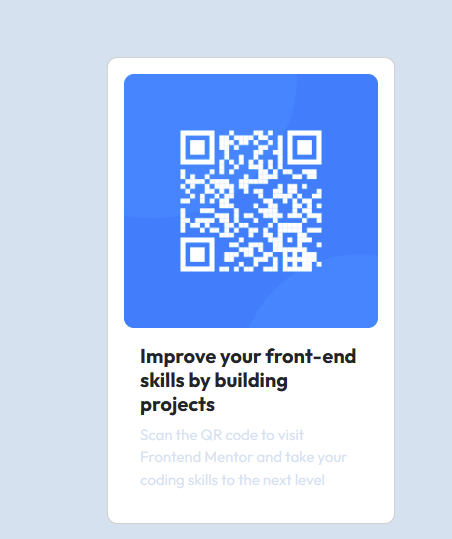 Improve your front-end
skills by building
projects
Scan the QR code to visit
Frontend Mentor and take your
coding skills to the next level